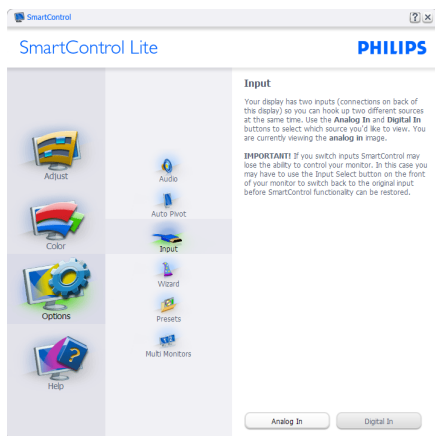 SmartControl
SmartControl Lite
PHILIPS
Adjust
Color
Options
Help
Audio
Auto Pivot
Input
Wizard
Presets
Multi Monitors
Input
Your display has two inputs (connections on back of
this display) so you can hook up two different sources
at the same time. Use the Analog In and Digital In
buttons to select which source you'd like to view. You
are currently viewing the analog in image.
IMPORTANT! If you switch inputs SmartControl may
lose the ability to control your monitor. In this case you
may have to use the Input Select button on the front
of your monitor to switch back to the original input
before SmartControl functionality can be restored.
Analog In
Digital In